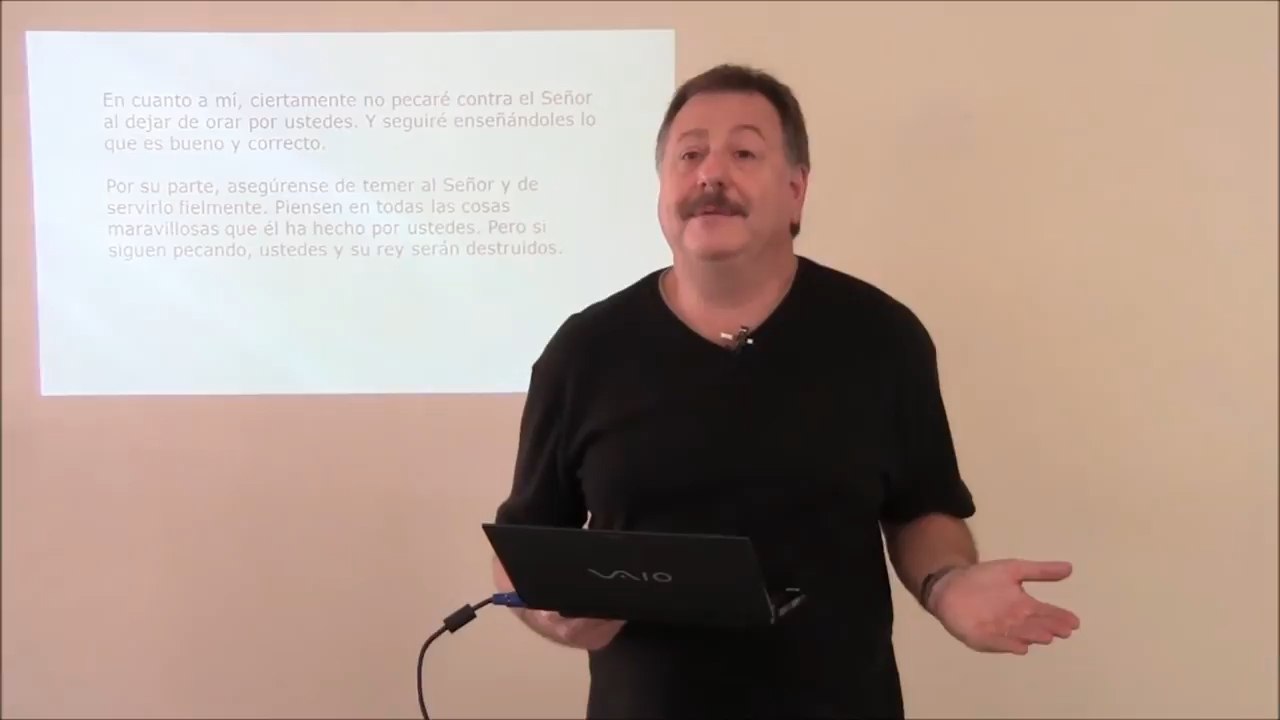 En cuanto a mí, ciertamente no pecaré contra el Señor
al dejar de orar por ustedes. Y seguiré enseñándoles lo
que es bueno y correcto.
Por su parte, asegúrense de temer al Señor y de
servirlo fielmente. Piensen en todas las cosas
maravillosas que él ha hecho por ustedes. Pero si
siguen pecando, ustedes y su rey serán destruidos.
VAIO